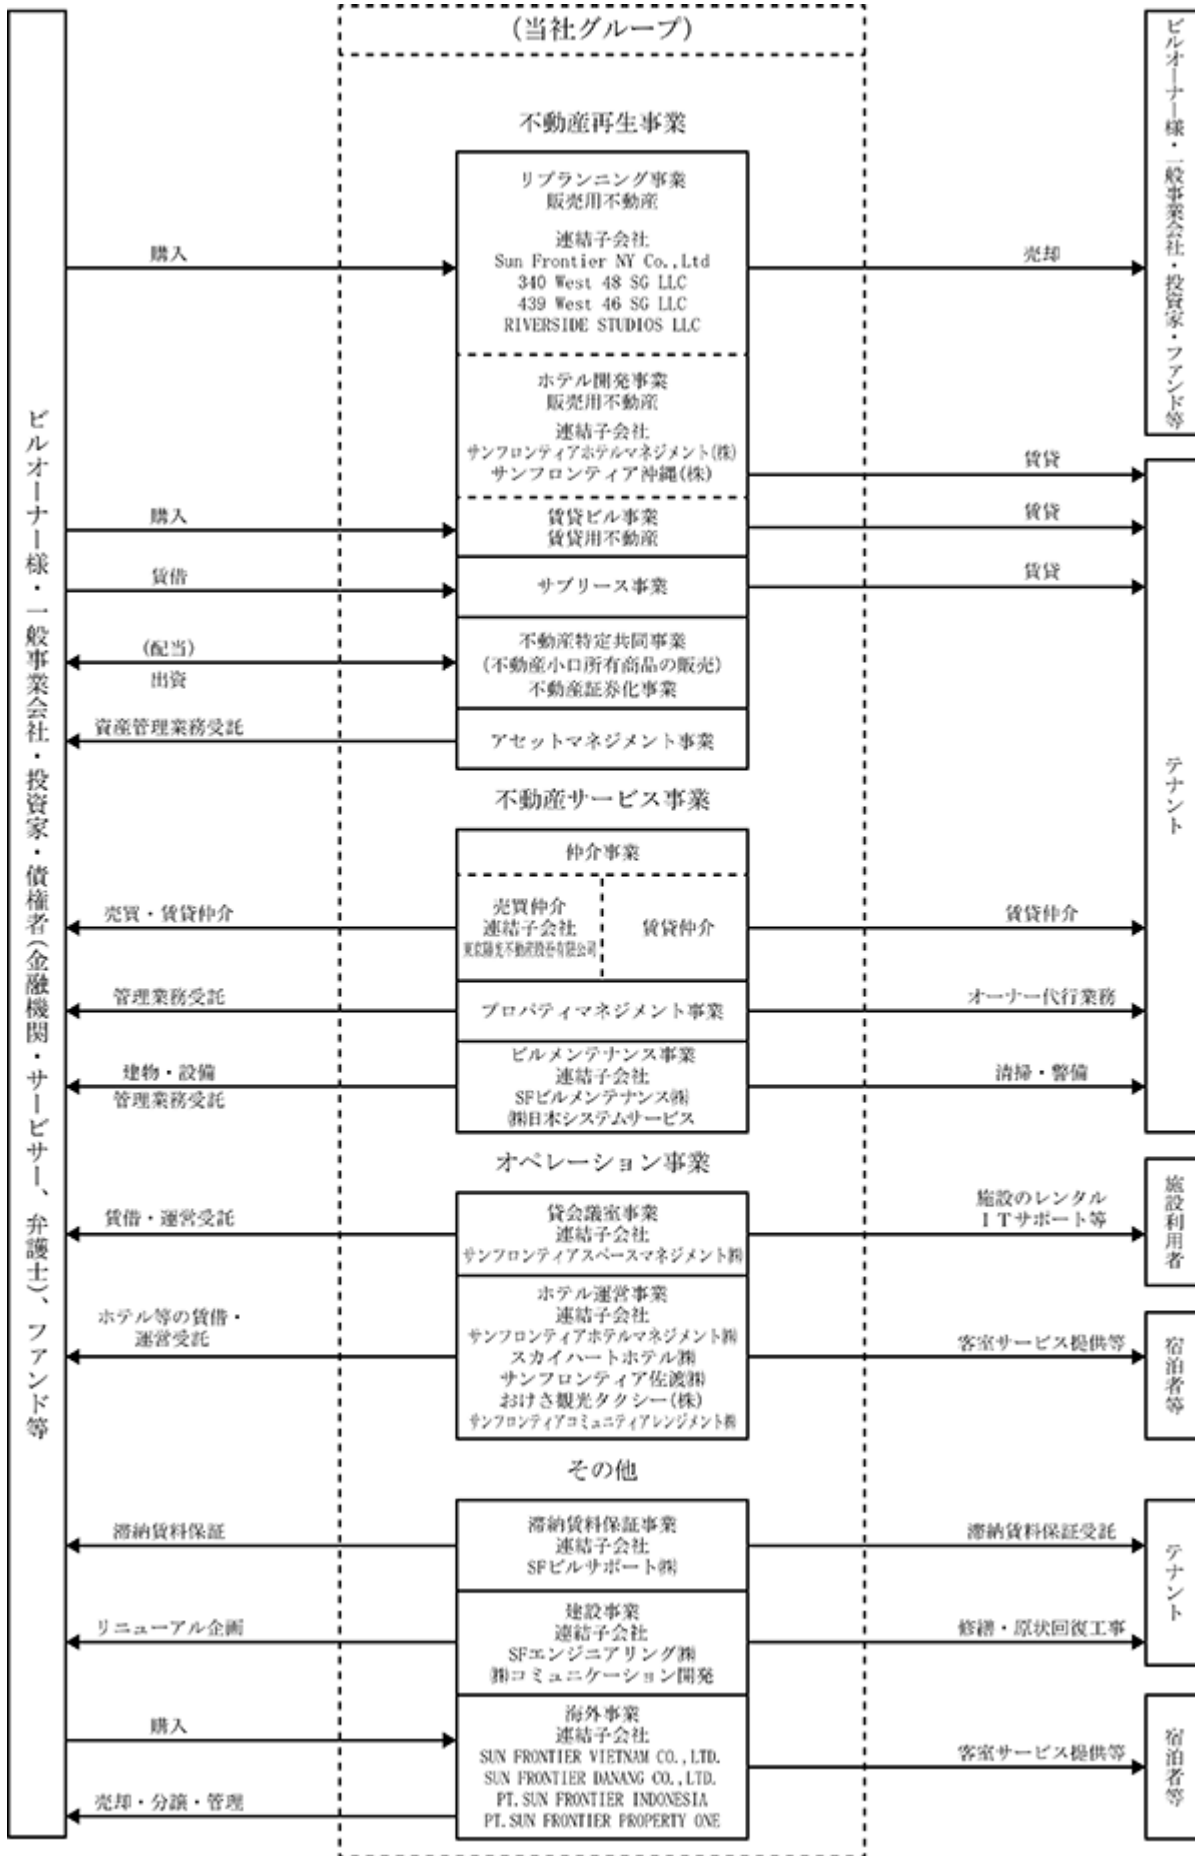 (当社グループ)
ビルオーナー様・一般事業会社・投資家・債権者(金融機関・サービサー、弁護士)、ファンド等
不動産再生事業
リプランニング事業
販売用不動産
連結子会社
Sun Frontier NY Co.,Ltd
340 West 48 SG LLC
439 West 46 SG LLC
RIVERSIDE STUDIOS LLC
購入
売却
ビルオーナー様・一般事業会社・投資家・ファンド等
ホテル開発事業
販売用不動産
連結子会社
サンフロンティアホテルマネジメント(株)
サンフロンティア沖縄(株)
賃貸
購入
賃貸ビル事業
賃貸用不動産
賃貸
賃借
サブリース事業
賃貸
(配当)
出資
不動産特定共同事業
(不動産小口所有商品の販売)
不動産証券化事業
資産管理業務受託
アセットマネジメント事業
テナント
不動産サービス事業
仲介事業
売買・賃貸仲介
売買仲介
連結子会社
東京陽光不動産股份有限公司
賃貸仲介
賃貸仲介
管理業務受託
プロパティマネジメント事業
オーナー代行業務
建物・設備
管理業務受託
ビルメンテナンス事業
連結子会社
SFビルメンテナンス㈱
㈱日本システムサービス
清掃・警備
オペレーション事業
賃借・運営受託
貸会議室事業
連結子会社
サンフロンティアスペースマネジメント㈱
施設のレンタル
ITサポート等
施設利用者
ホテル等の賃借・
運営受託
ホテル運営事業
連結子会社
サンフロンティアホテルマネジメント㈱
スカイハートホテル㈱
サンフロンティア佐渡㈱
おけさ観光タクシー(株)
サンフロンティアコミュニティアレンジメント㈱
客室サービス提供等
宿泊者等
その他
滞納賃料保証
滞納賃料保証事業
連結子会社
SFビルサポート㈱
滞納賃料保証受託
テナント
リニューアル企画
建設事業
連結子会社
SFエンジニアリング㈱
㈱コミュニケーション開発
修繕・原状回復工事
購入
海外事業
連結子会社
SUN FRONTIER VIETNAM CO.,LTD.
SUN FRONTIER DANANG CO.,LTD.
PT.SUN FRONTIER INDONESIA
PT.SUN FRONTIER PROPERTY ONE
客室サービス提供等
宿泊者等
売却・分譲・管理